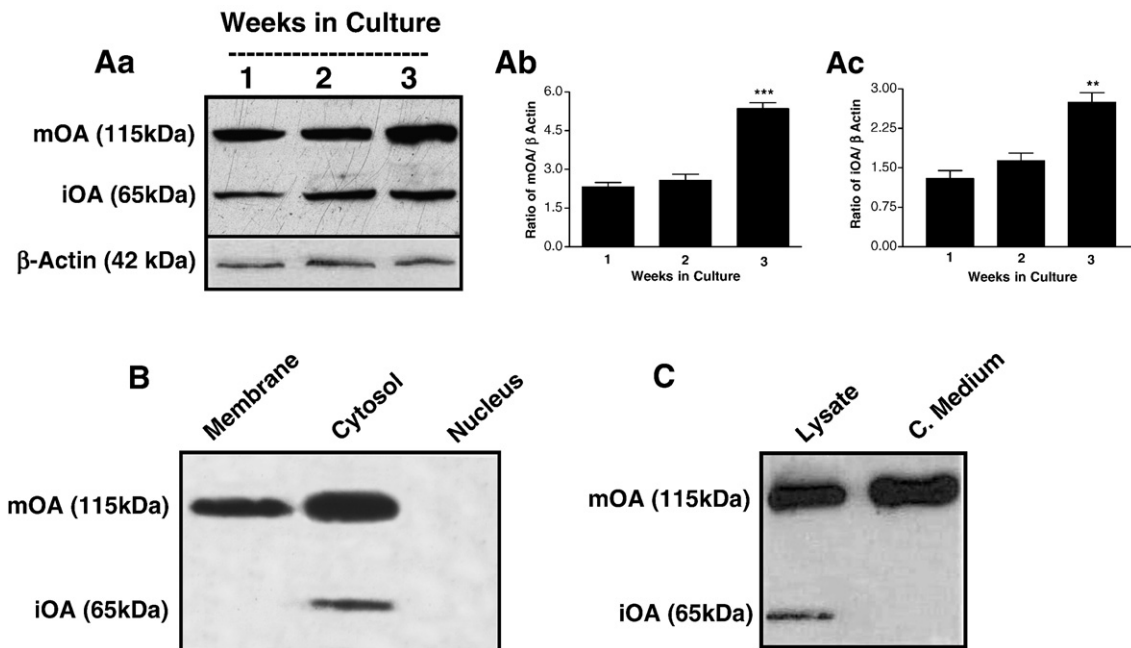 Weeks in Culture
Aa
1 2 3
mOA (115kDa)
iOA (65kDa)
β-Actin (42 kDa)
Ab
Ratio of mOA/ β Actin
6.0
4.5
3.0
1.5
0.0
***
1 2 3
Weeks in Culture
Ac
Ratio of iOA/ β Actin
3.00
2.25
1.50
0.75
0.00
**
1 2 3
Weeks in Culture
B
Membrane
Cytosol
Nucleus
mOA (115kDa)
iOA (65kDa)
C
Lysate
C. Medium
mOA (115kDa)
iOA (65kDa)